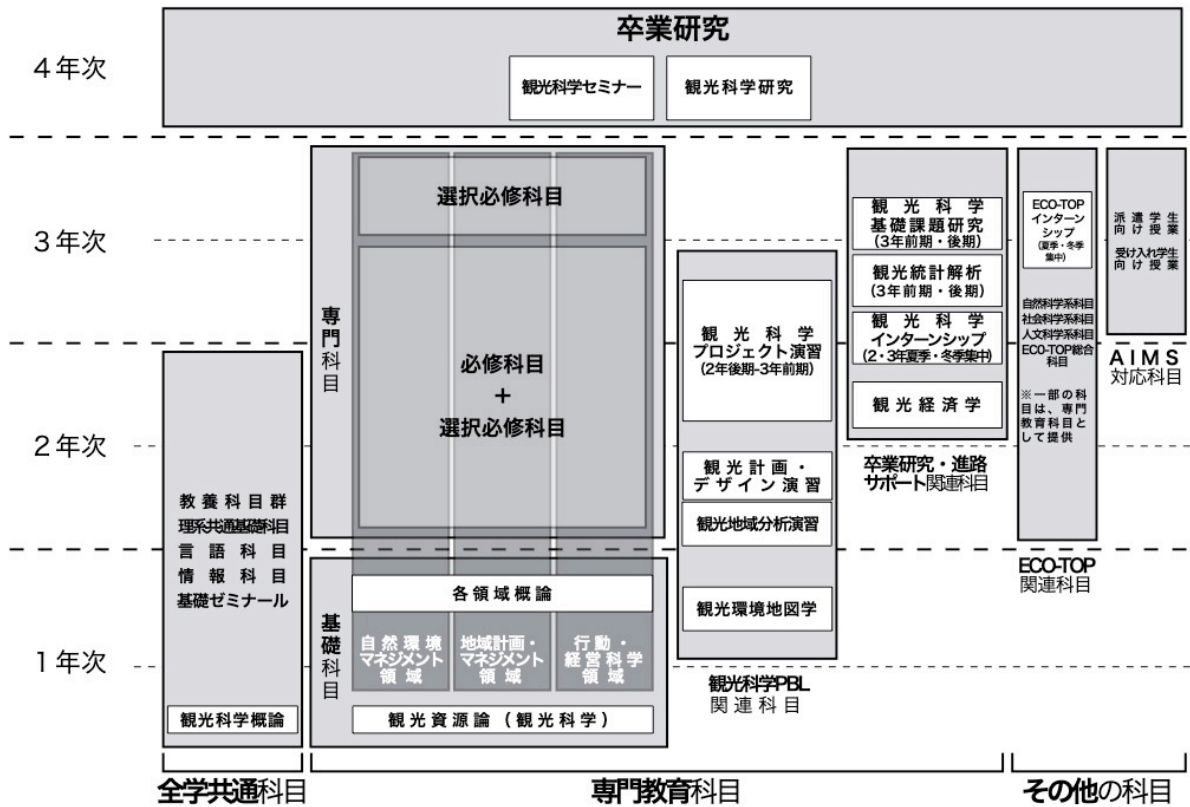 卒業研究
4年次
観光科学セミナー
観光科学研究
3年次
2年次
1年次
教養科目群
理系共通基礎科目
言語科目
情報科目
基礎ゼミナール
観光科学概論
全学共通科目
専門科目
選択必修科目
必修科目
+
選択必修科目
基礎科目
各領域概論
自然環境
マネジメント
領域
地域計画・
マネジメント
領域
行動・
経営科学
領域
観光資源論(観光科学)
観光科学
プロジェクト演習
(2年後期-3年前期)
観光計画・
デザイン演習
観光地域分析演習
観光環境地図学
観光科学PBL
関連科目
観光科学
基礎課題研究
(3年前期・後期)
観光統計解析
(3年前期・後期)
観光科学
インターンシップ
(2・3年夏季・冬季集中)
観光経済学
卒業研究・進路
サポート関連科目
専門教育科目
ECO-TOP
インターン
シップ
(夏季・冬季
集中)
自然科学系科目
社会科学系科目
人文科学系科目
ECO-TOP総合
科目
※一部の科
目は、専門
教育科目と
して提供
ECO-TOP
関連科目
派遣学生
向け授業
受け入れ学生
向け授業
AIMS
対応科目
その他の科目